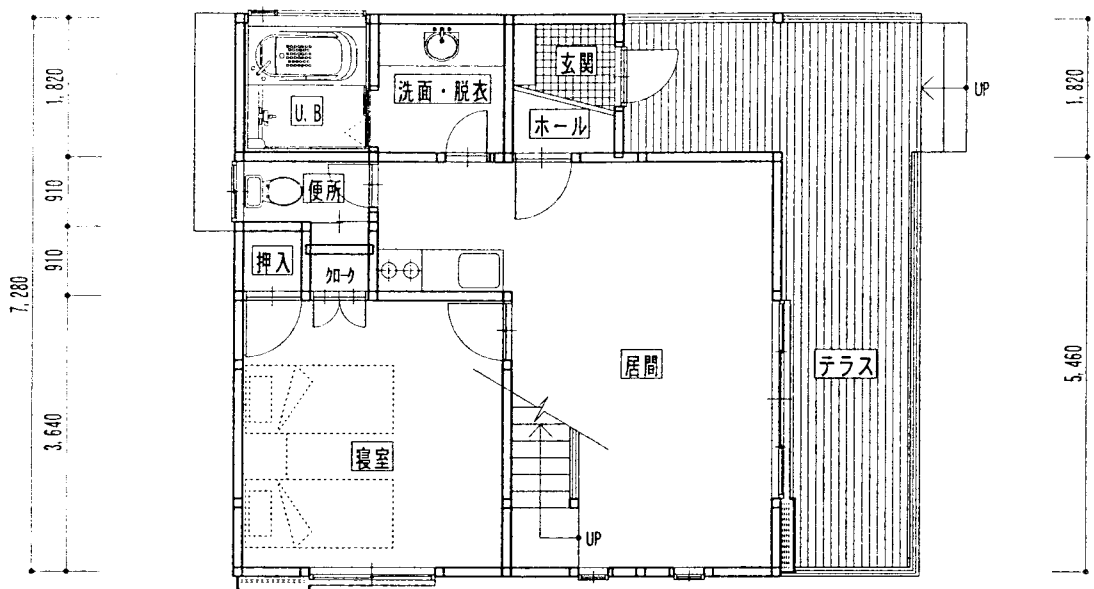 1,820
910
910
7,280
3,640
U.B
洗面・脱衣
玄関
ホール
便所
押入
クローク
居間
テラス
寝室
UP
UP
1,820
5,460